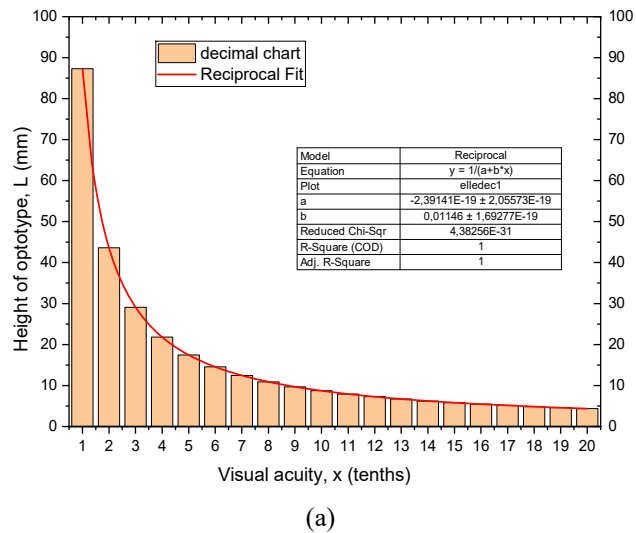 decimal chart
Reciprocal Fit
Model Reciprocal
Equation y = 1/(a+b*x)
Plot elledec1
a -2,39141E-19 ± 2,05573E-19
b 0,01146 ± 1,69277E-19
Reduced Chi-Sqr 4,38256E-31
R-Square (COD) 1
Adj. R-Square 1
Height of optotype, L (mm)
100 100
90 90
80 80
70 70
60 60
50 50
40 40
30 30
20 20
10 10
0 0
1 2 3 4 5 6 7 8 9 10 11 12 13 14 15 16 17 18 19 20
Visual acuity, x (tenths)
(a)